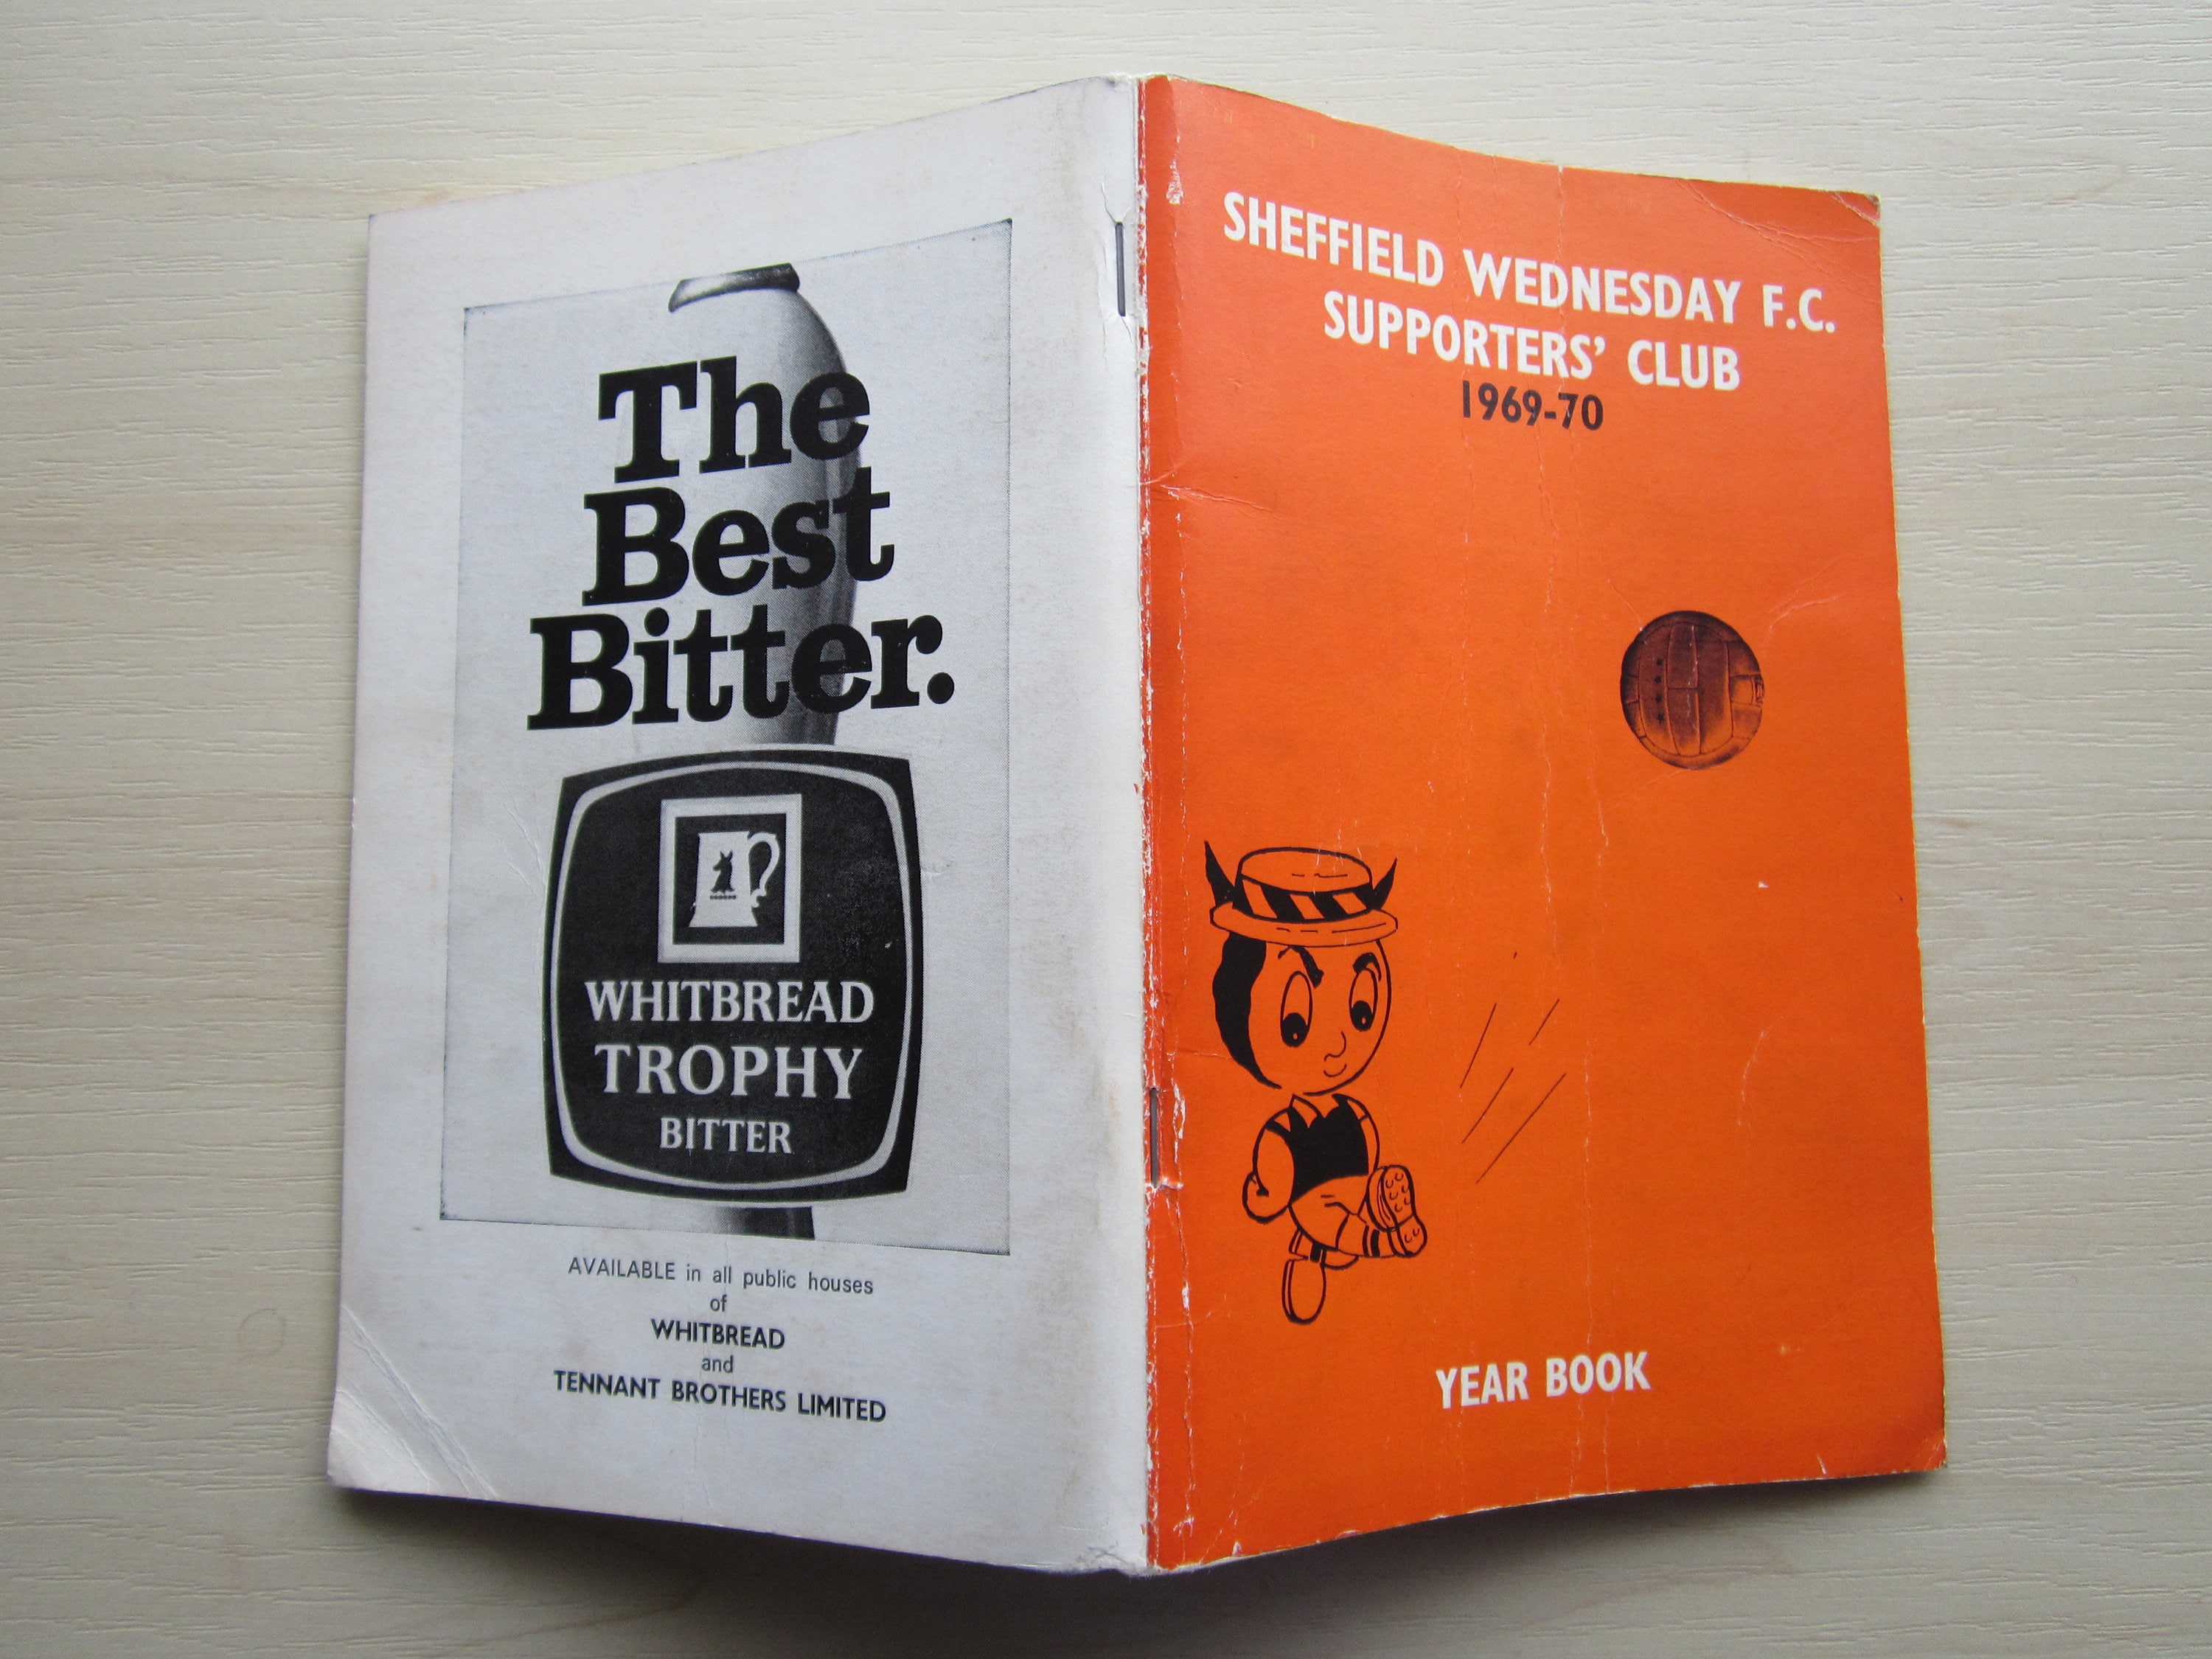 The
Best
Bitter.
WHITBREAD
TROPHY
BITTER
AVAILABLE in all public houses
of
WHITBREAD
and
TENNANT BROTHERS LIMITED
SHEFFIELD WEDNESDAY F.C.
SUPPORTERS' CLUB
1969-70
YEAR BOOK